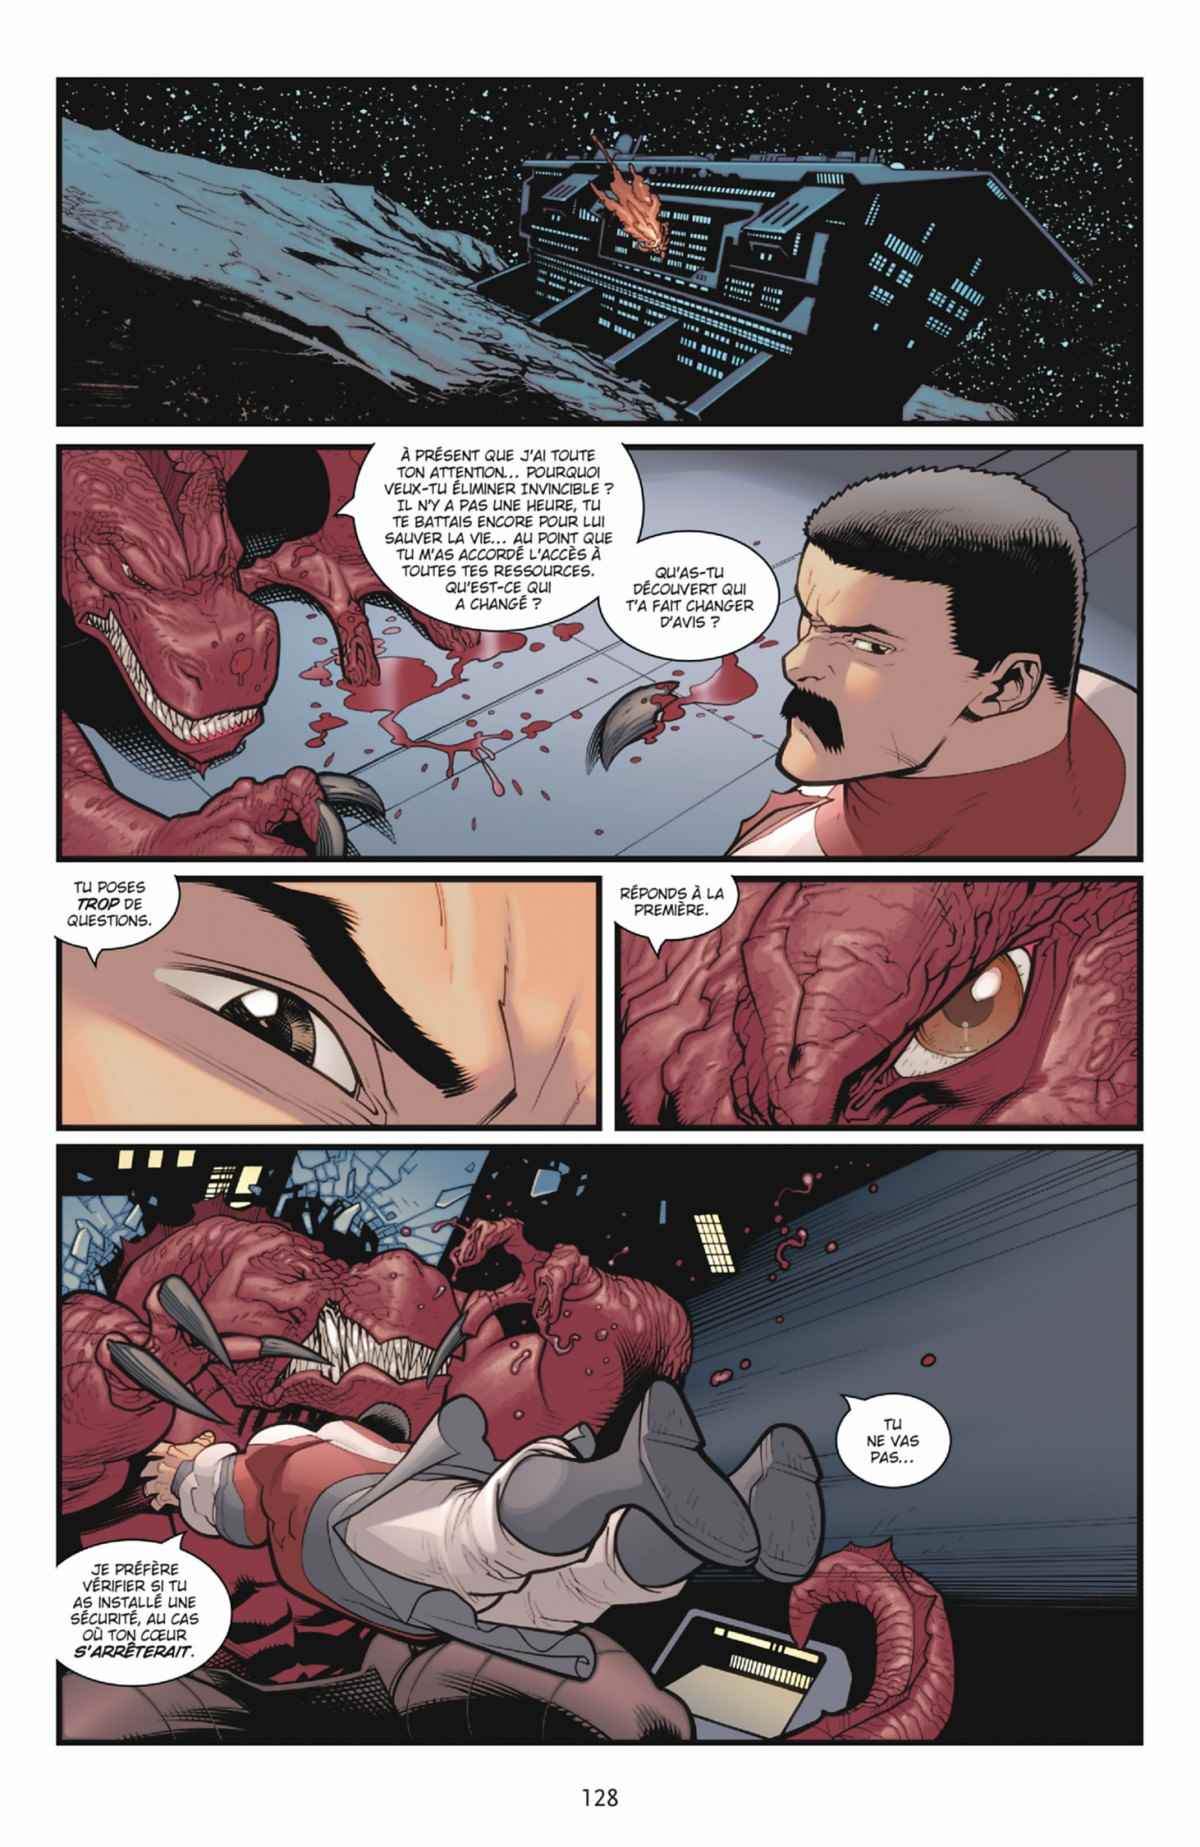 À PRÉSENT QUE J'AI TOUTE
TON ATTENTION... POURQUOI
VEUX-TU ÉLIMINER INVINCIBLE ?
IL N'Y A PAS UNE HEURE, TU
TE BATTAIS ENCORE POUR LUI
SAUVER LA VIE... AU POINT QUE
TU M'AS ACCORDÉ L'ACCÈS À
TOUTES TES RESSOURCES.
QU'EST-CE QUI
A CHANGÉ ?
QU'AS-TU
DÉCOUVERT QUI
T'A FAIT CHANGER
D'AVIS ?
TU POSES
TROP DE
QUESTIONS.
RÉPONDS À LA
PREMIÈRE.
TU
NE VAS
PAS...
JE PRÉFÈRE
VÉRIFIER SI TU
AS INSTALLÉ UNE
SÉCURITÉ, AU CAS
OÙ TON CŒUR
S'ARRÊTERAIT.
128